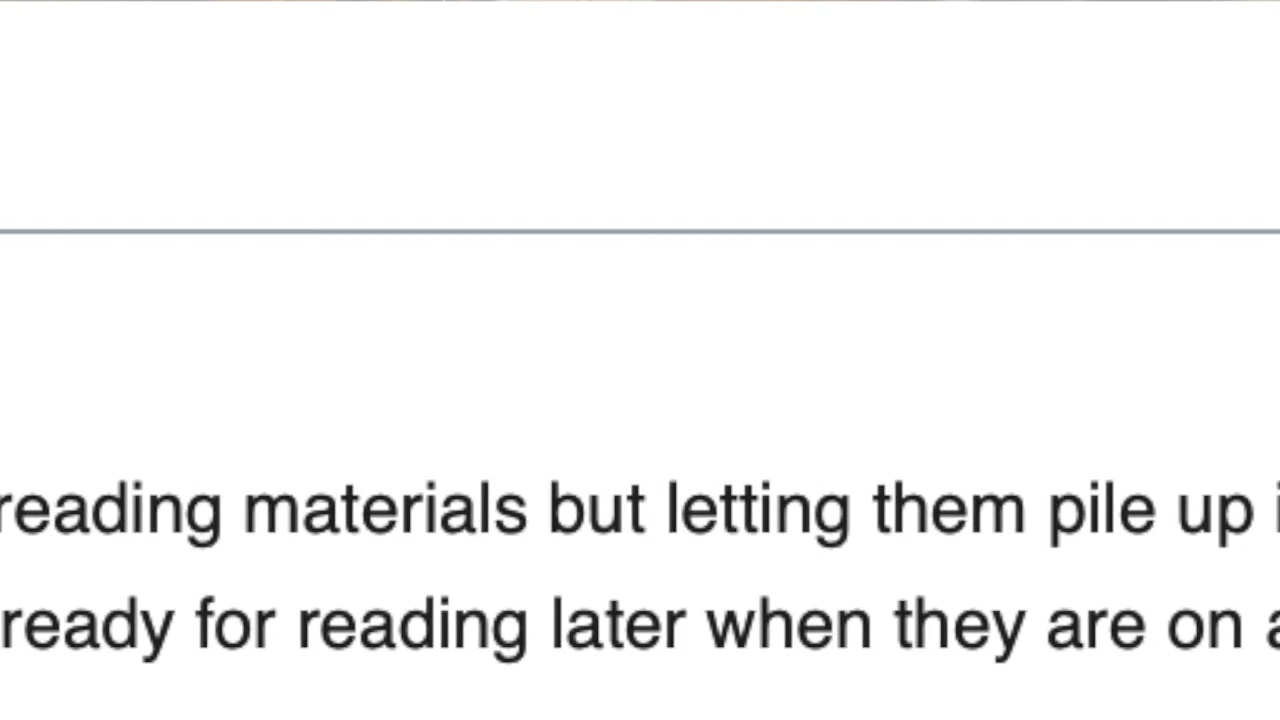 reading materials but letting them pile up
ready for reading later when they are on